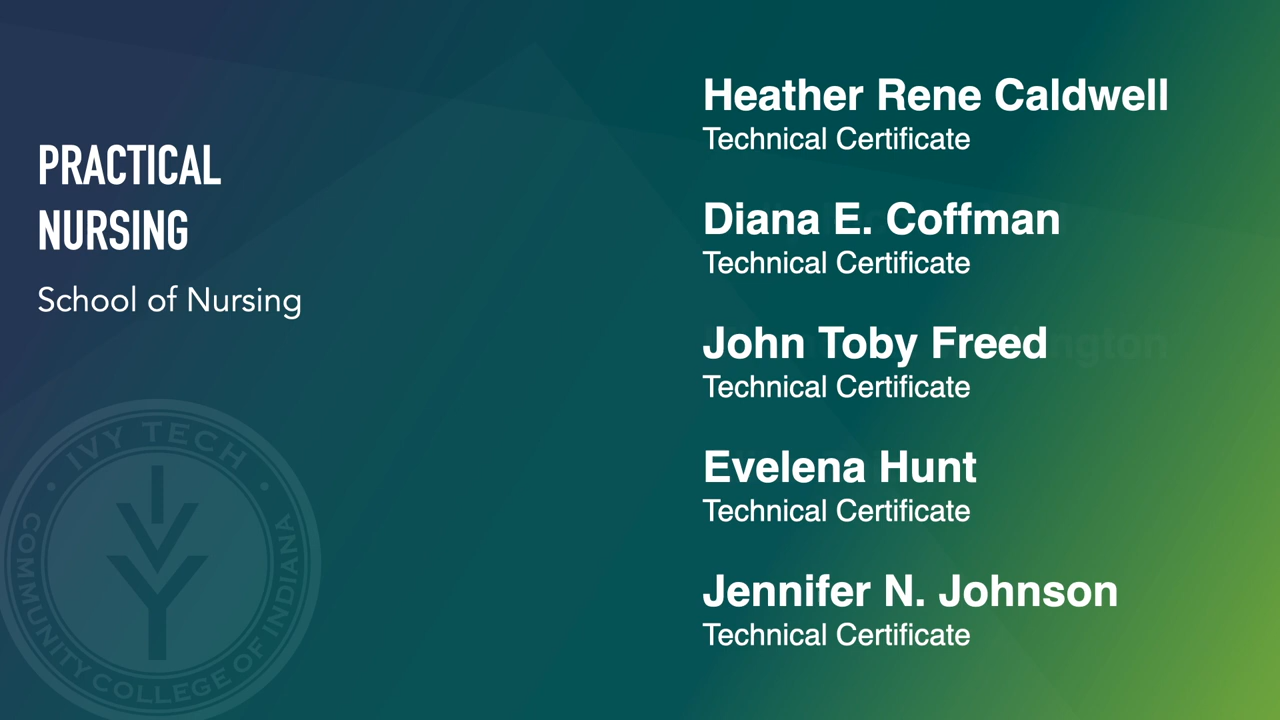 PRACTICAL
NURSING
School of Nursing
Heather Rene Caldwell
Technical Certificate
Diana E. Coffman
Technical Certificate
John Toby Freed
Technical Certificate
Evelena Hunt
Technical Certificate
Jennifer N. Johnson
Technical Certificate
IVY TECH
COMMUNITY COLLEGE OF INDIANA